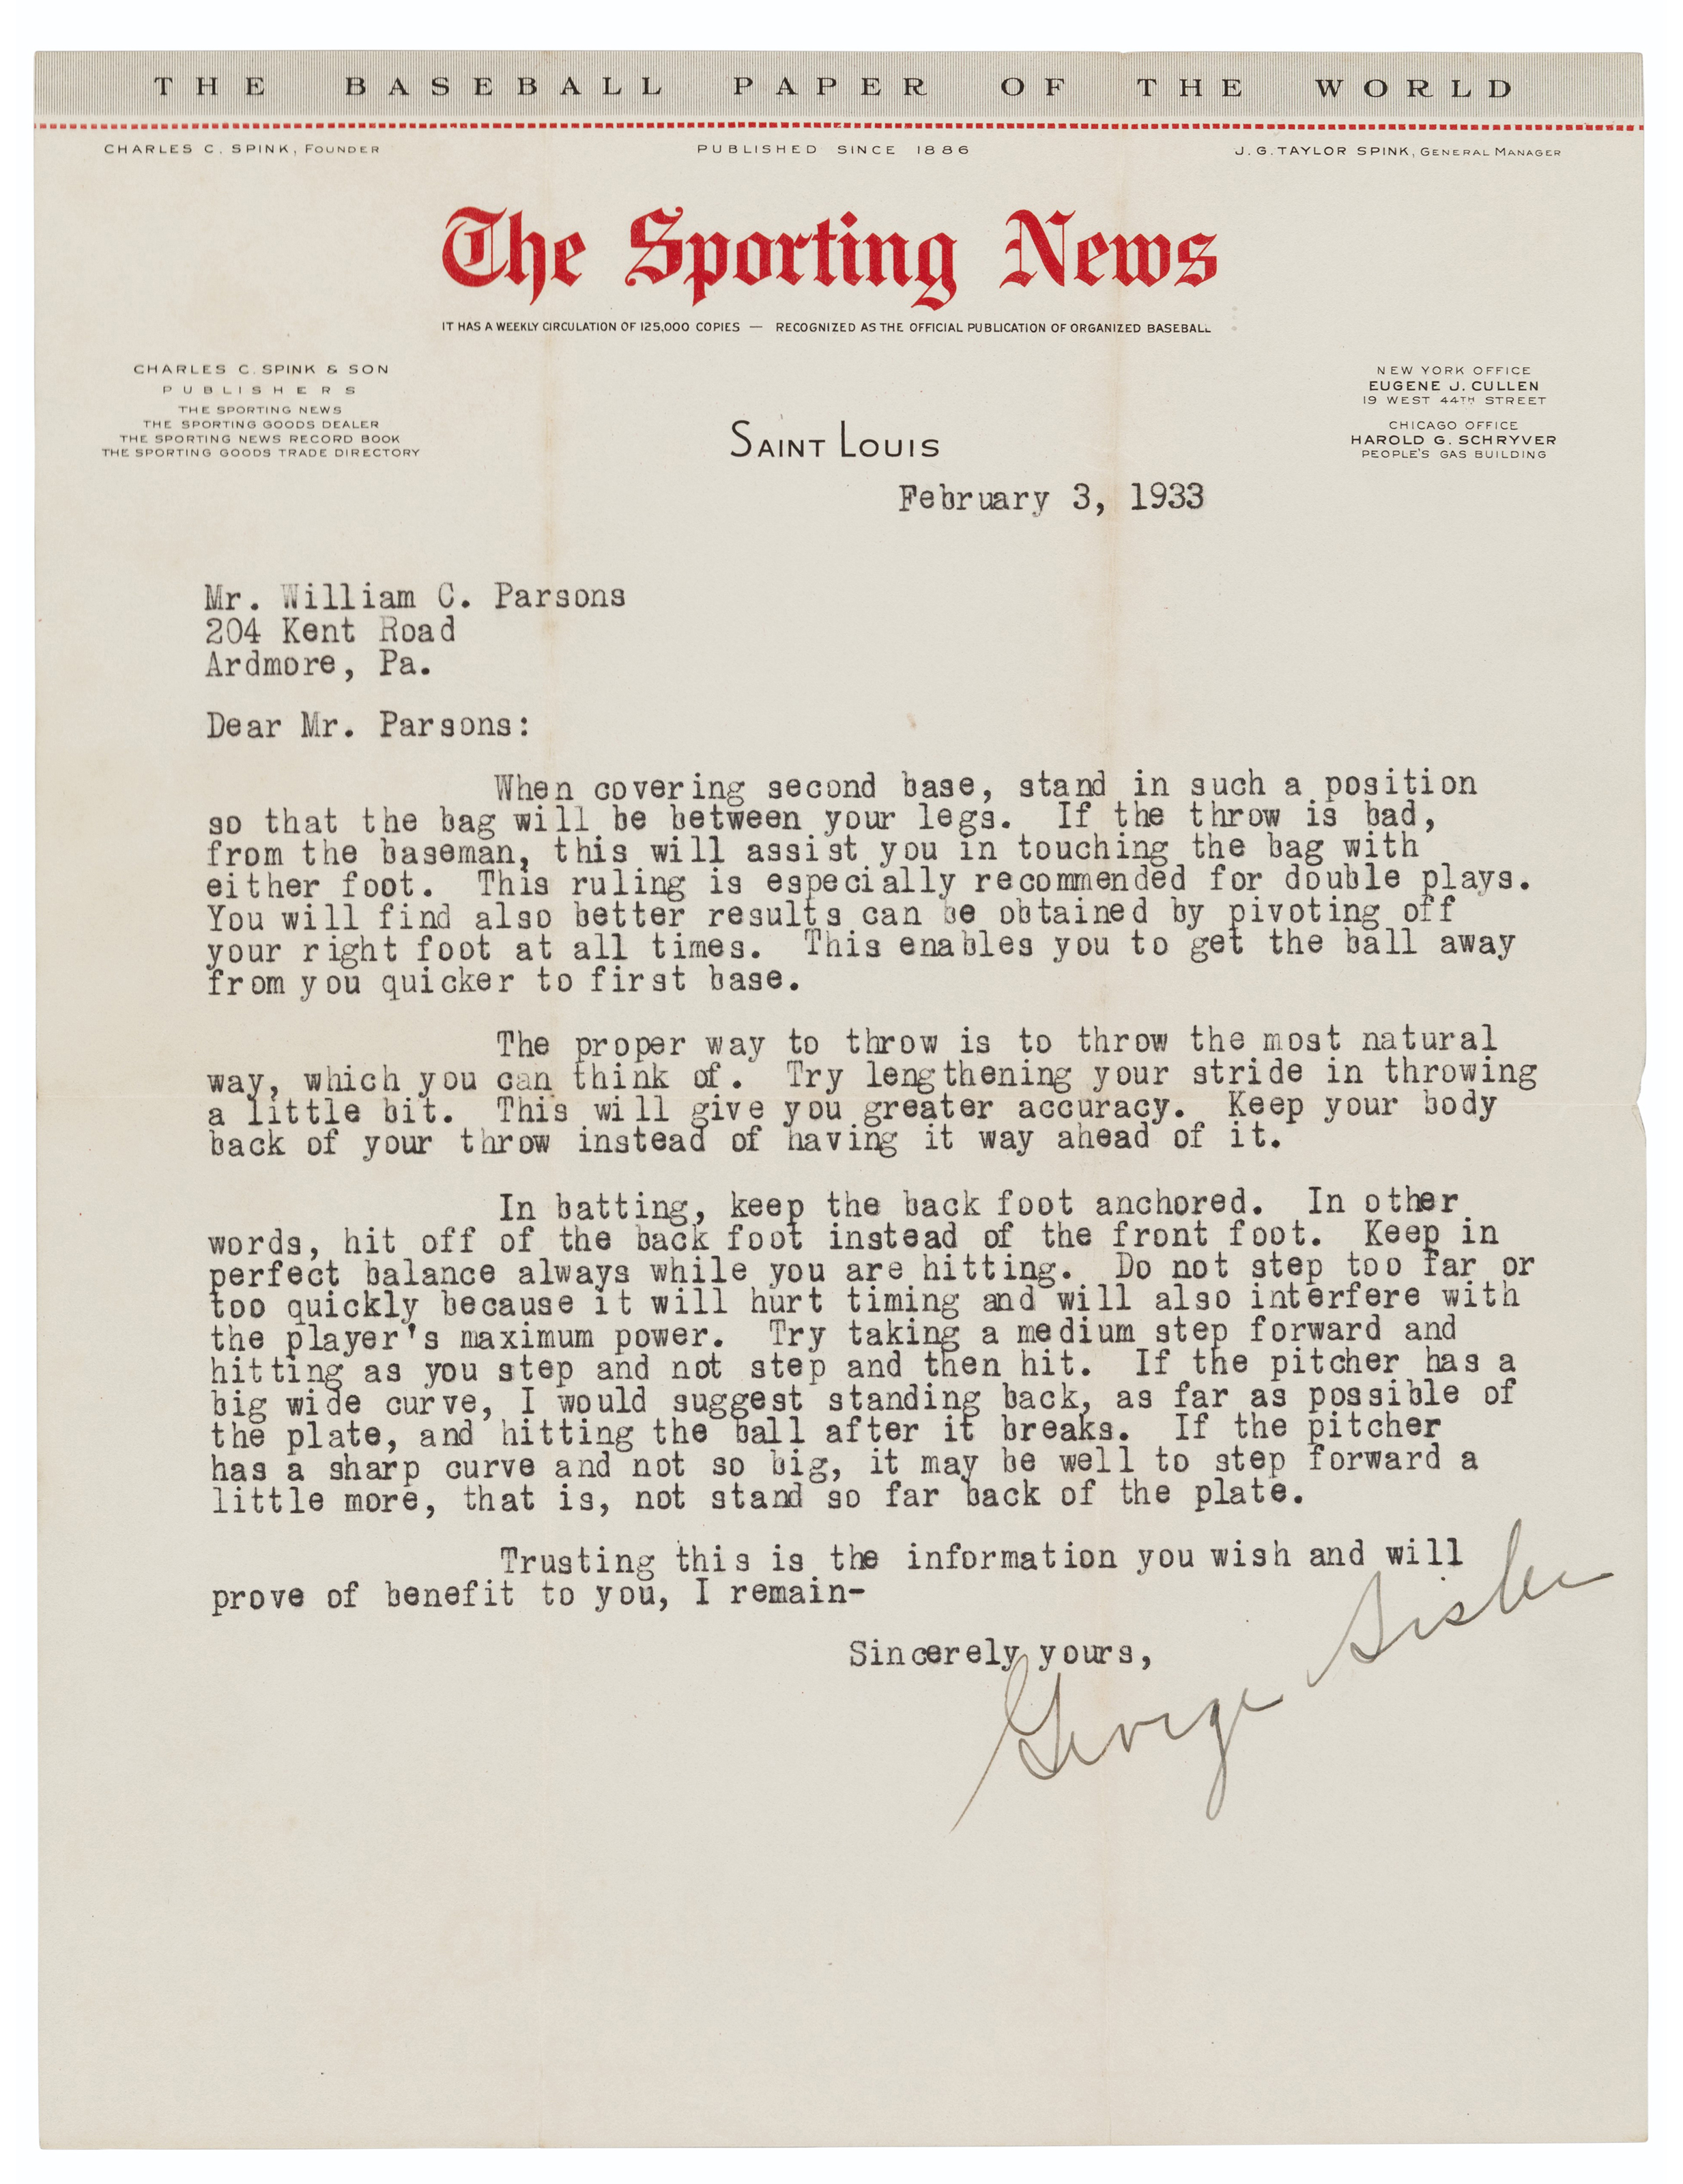 THE BASEBALL PAPER OF THE WORLD
CHARLES C. SPINK, FOUNDER
PUBLISHED SINCE 1886
J. G. TAYLOR SPINK, GENERAL MANAGER
The Sporting News
IT HAS A WEEKLY CIRCULATION OF 125,000 COPIES — RECOGNIZED AS THE OFFICIAL PUBLICATION OF ORGANIZED BASEBALL
CHARLES C. SPINK & SON
PUBLISHERS
THE SPORTING NEWS
THE SPORTING GOODS DEALER
THE SPORTING NEWS RECORD BOOK
THE SPORTING GOODS TRADE DIRECTORY
NEW YORK OFFICE
EUGENE J. CULLEN
19 WEST 44TH STREET
CHICAGO OFFICE
HAROLD G. SCHRYVER
PEOPLE'S GAS BUILDING
SAINT LOUIS
February 3, 1933
Mr. William C. Parsons
204 Kent Road
Ardmore, Pa.
Dear Mr. Parsons:
When covering second base, stand in such a position
so that the bag will be between your legs. If the throw is bad,
from the baseman, this will assist you in touching the bag with
either foot. This ruling is especially recommended for double plays.
You will find also better results can be obtained by pivoting off
your right foot at all times. This enables you to get the ball away
from you quicker to first base.
The proper way to throw is to throw the most natural
way, which you can think of. Try lengthening your stride in throwing
a little bit. This will give you greater accuracy. Keep your body
back of your throw instead of having it way ahead of it.
In batting, keep the back foot anchored. In other
words, hit off of the back foot instead of the front foot. Keep in
perfect balance always while you are hitting. Do not step too far or
too quickly because it will hurt timing and will also interfere with
the player's maximum power. Try taking a medium step forward and
hitting as you step and not step and then hit. If the pitcher has a
big wide curve, I would suggest standing back, as far as possible of
the plate, and hitting the ball after it breaks. If the pitcher
has a sharp curve and not so big, it may be well to step forward a
little more, that is, not stand so far back of the plate.
Trusting this is the information you wish and will
prove of benefit to you, I remain-
Sincerely yours,
George Sisler